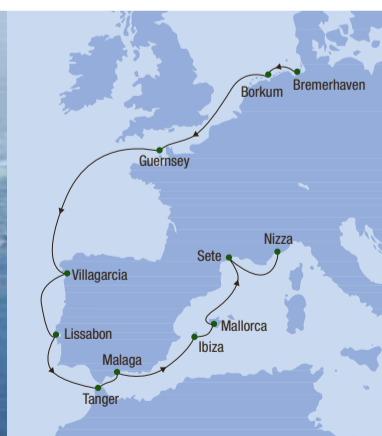 Bremerhaven
Borkum
Guernsey
Nizza
Sete
Villagarcia
Mallorca
Lissabon
Ibiza
Malaga
Tanger